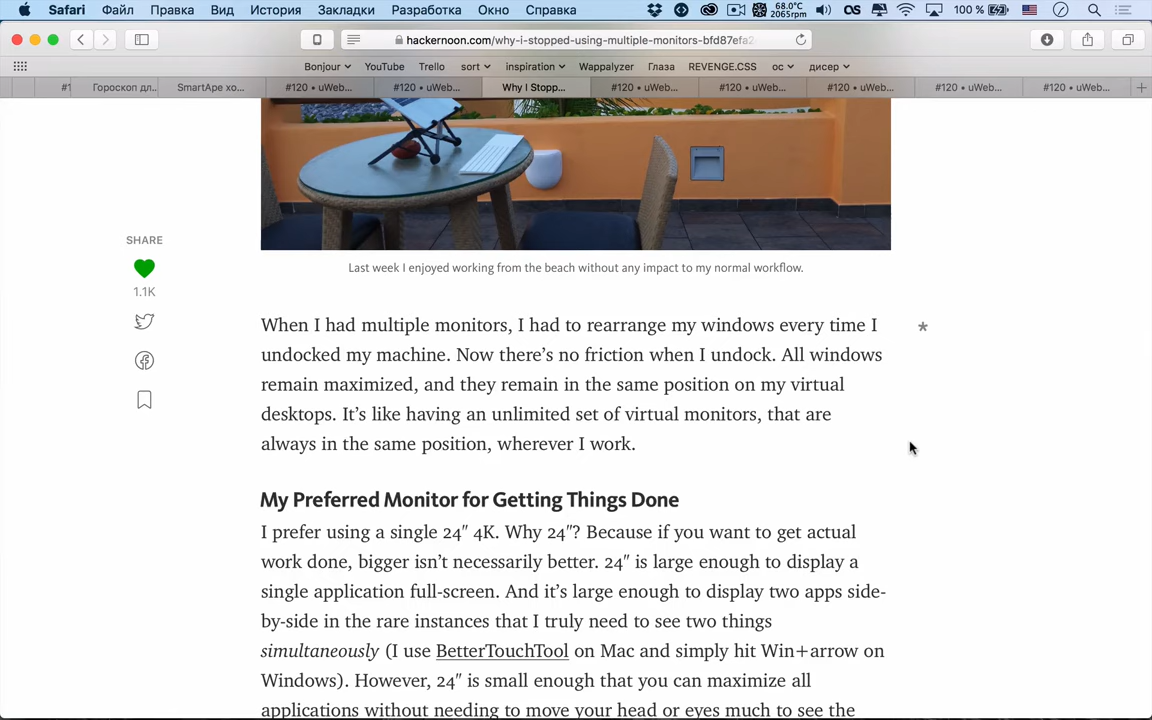 Safari Файл Правка Вид История Закладки Разработка Окно Справка 68.0°C 2065rpm 100 %
hackernoon.com/why-i-stopped-using-multiple-monitors-bfd87efa2
Bonjour YouTube Trello sort inspiration Wappalyzer Глаза REVENGE.CSS ос дисер
#1 Гороскоп дл... SmartApe хо... #120 • uWeb... #120 • uWeb... Why I Stopp... #120 • uWeb... #120 • uWeb... #120 • uWeb... #120 • uWeb... #120 • uWeb...
Last week I enjoyed working from the beach without any impact to my normal workflow.
SHARE
1.1K
When I had multiple monitors, I had to rearrange my windows every time I
undocked my machine. Now there’s no friction when I undock. All windows
remain maximized, and they remain in the same position on my virtual
desktops. It’s like having an unlimited set of virtual monitors, that are
always in the same position, wherever I work.
*
My Preferred Monitor for Getting Things Done
I prefer using a single 24″ 4K. Why 24″? Because if you want to get actual
work done, bigger isn’t necessarily better. 24″ is large enough to display a
single application full-screen. And it’s large enough to display two apps side-
by-side in the rare instances that I truly need to see two things
simultaneously (I use BetterTouchTool on Mac and simply hit Win+arrow on
Windows). However, 24″ is small enough that you can maximize all
applications without needing to move your head or eyes much to see the